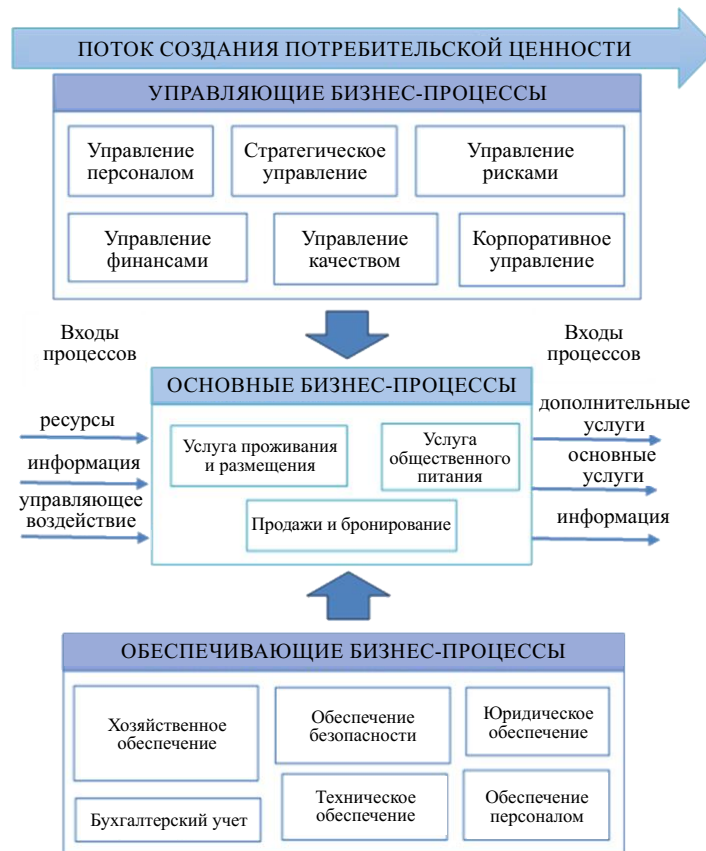 ПОТОК СОЗДАНИЯ ПОТРЕБИТЕЛЬСКОЙ ЦЕННОСТИ
УПРАВЛЯЮЩИЕ БИЗНЕС-ПРОЦЕССЫ
Управление
персоналом
Стратегическое
управление
Управление
рисками
Управление
финансами
Управление
качеством
Корпоративное
управление
Входы
процессов
Входы
процессов
ОСНОВНЫЕ БИЗНЕС-ПРОЦЕССЫ
ресурсы
информация
управляющее
воздействие
Услуга проживания
и размещения
Услуга
общественного
питания
Продажи и бронирование
дополнительные
услуги
основные
услуги
информация
ОБЕСПЕЧИВАЮЩИЕ БИЗНЕС-ПРОЦЕССЫ
Хозяйственное
обеспечение
Обеспечение
безопасности
Юридическое
обеспечение
Бухгалтерский учет
Техническое
обеспечение
Обеспечение
персоналом